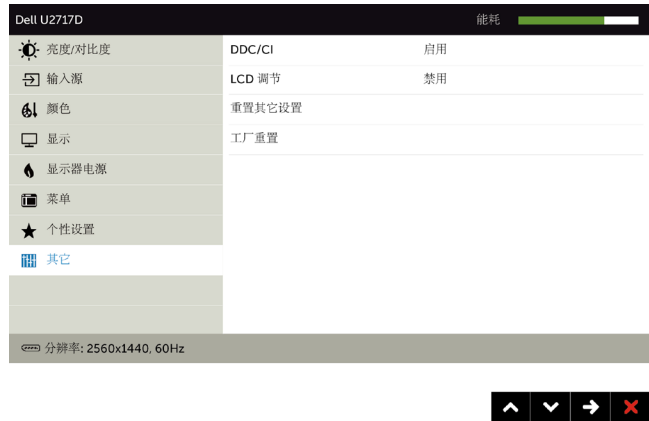 Dell U2717D
能耗
亮度/对比度
DDC/CI
启用
输入源
LCD 调节
禁用
颜色
重置其它设置
显示
工厂重置
显示器电源
菜单
个性设置
其它
分辨率: 2560x1440, 60Hz